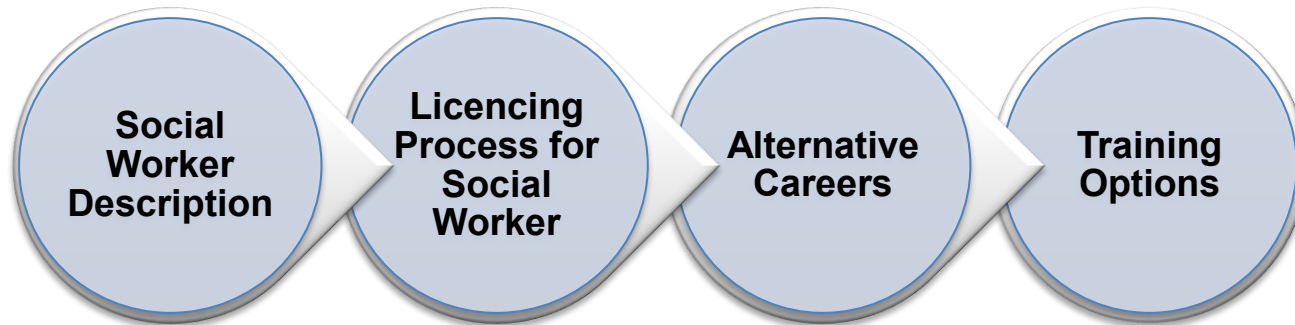 Social
Worker
Description
Licencing
Process for
Social
Worker
Alternative
Careers
Training
Options